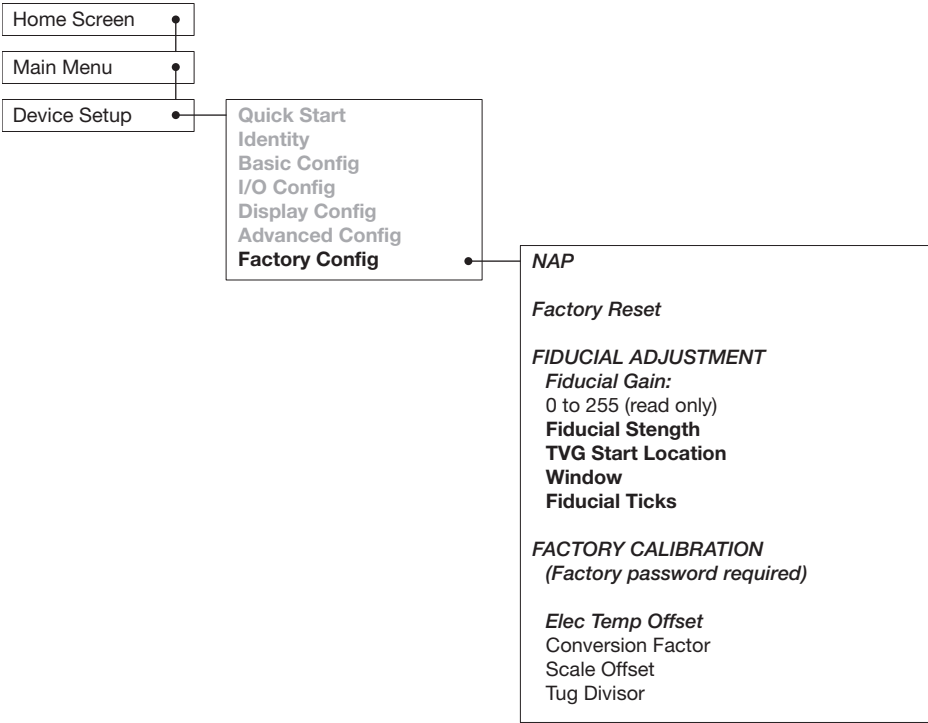 Home Screen
Main Menu
Device Setup
Quick Start
Identity
Basic Config
I/O Config
Display Config
Advanced Config
Factory Config
NAP
Factory Reset
FIDUCIAL ADJUSTMENT
Fiducial Gain:
0 to 255 (read only)
Fiducial Stength
TVG Start Location
Window
Fiducial Ticks
FACTORY CALIBRATION
(Factory password required)
Elec Temp Offset
Conversion Factor
Scale Offset
Tug Divisor